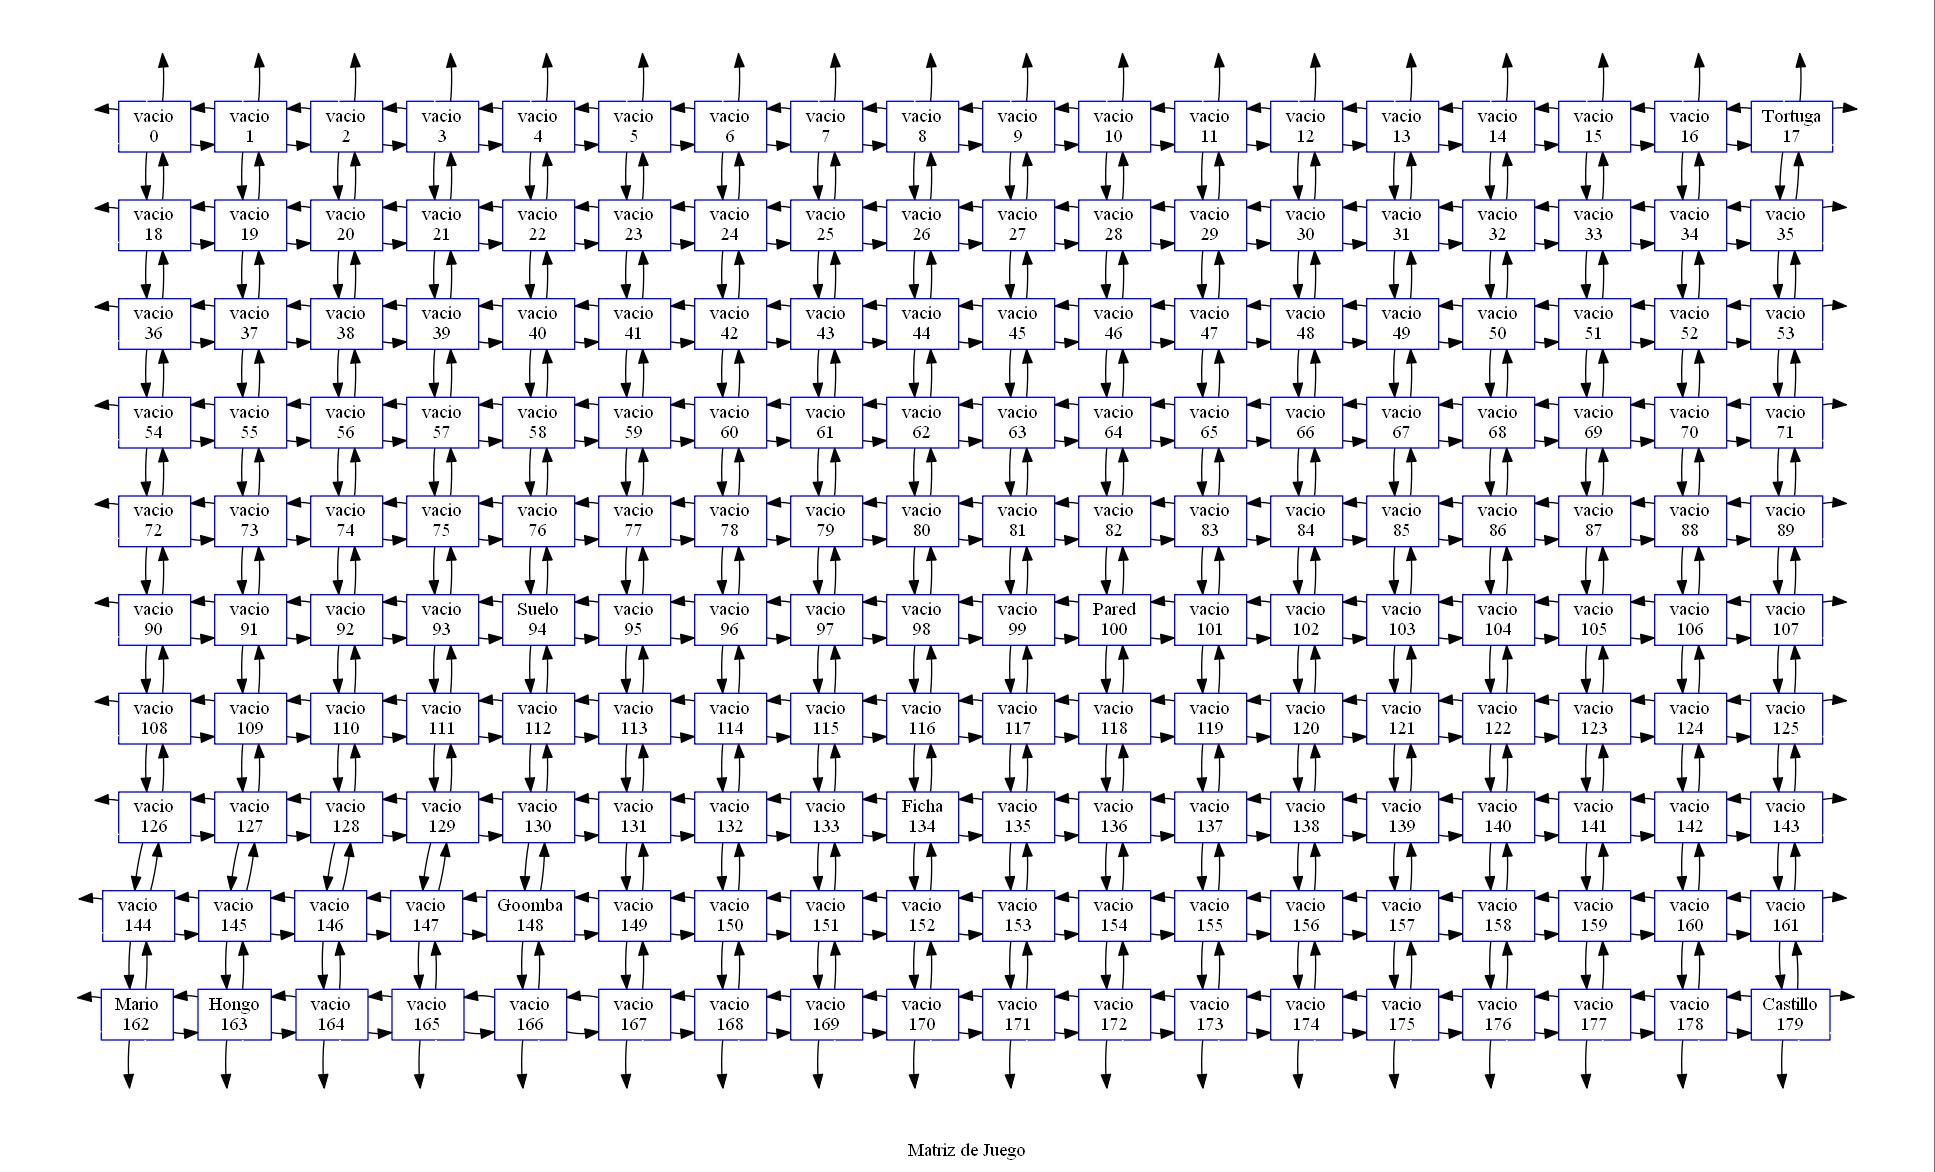 vacio vacio vacio vacio vacio vacio vacio vacio vacio vacio vacio vacio vacio vacio vacio vacio vacio Tortuga
0 1 2 3 4 5 6 7 8 9 10 11 12 13 14 15 16 17
vacio vacio vacio vacio vacio vacio vacio vacio vacio vacio vacio vacio vacio vacio vacio vacio vacio vacio
18 19 20 21 22 23 24 25 26 27 28 29 30 31 32 33 34 35
vacio vacio vacio vacio vacio vacio vacio vacio vacio vacio vacio vacio vacio vacio vacio vacio vacio vacio
36 37 38 39 40 41 42 43 44 45 46 47 48 49 50 51 52 53
vacio vacio vacio vacio vacio vacio vacio vacio vacio vacio vacio vacio vacio vacio vacio vacio vacio vacio
54 55 56 57 58 59 60 61 62 63 64 65 66 67 68 69 70 71
vacio vacio vacio vacio vacio vacio vacio vacio vacio vacio vacio vacio vacio vacio vacio vacio vacio vacio
72 73 74 75 76 77 78 79 80 81 82 83 84 85 86 87 88 89
vacio vacio vacio vacio Suelo vacio vacio vacio vacio vacio Pared vacio vacio vacio vacio vacio vacio vacio
90 91 92 93 94 95 96 97 98 99 100 101 102 103 104 105 106 107
vacio vacio vacio vacio vacio vacio vacio vacio vacio vacio vacio vacio vacio vacio vacio vacio vacio vacio
108 109 110 111 112 113 114 115 116 117 118 119 120 121 122 123 124 125
vacio vacio vacio vacio vacio vacio vacio vacio Ficha vacio vacio vacio vacio vacio vacio vacio vacio vacio
126 127 128 129 130 131 132 133 134 135 136 137 138 139 140 141 142 143
vacio vacio vacio vacio Goomba vacio vacio vacio vacio vacio vacio vacio vacio vacio vacio vacio vacio vacio
144 145 146 147 148 149 150 151 152 153 154 155 156 157 158 159 160 161
Mario Hongo vacio vacio vacio vacio vacio vacio vacio vacio vacio vacio vacio vacio vacio vacio vacio Castillo
162 163 164 165 166 167 168 169 170 171 172 173 174 175 176 177 178 179
Matriz de Juego